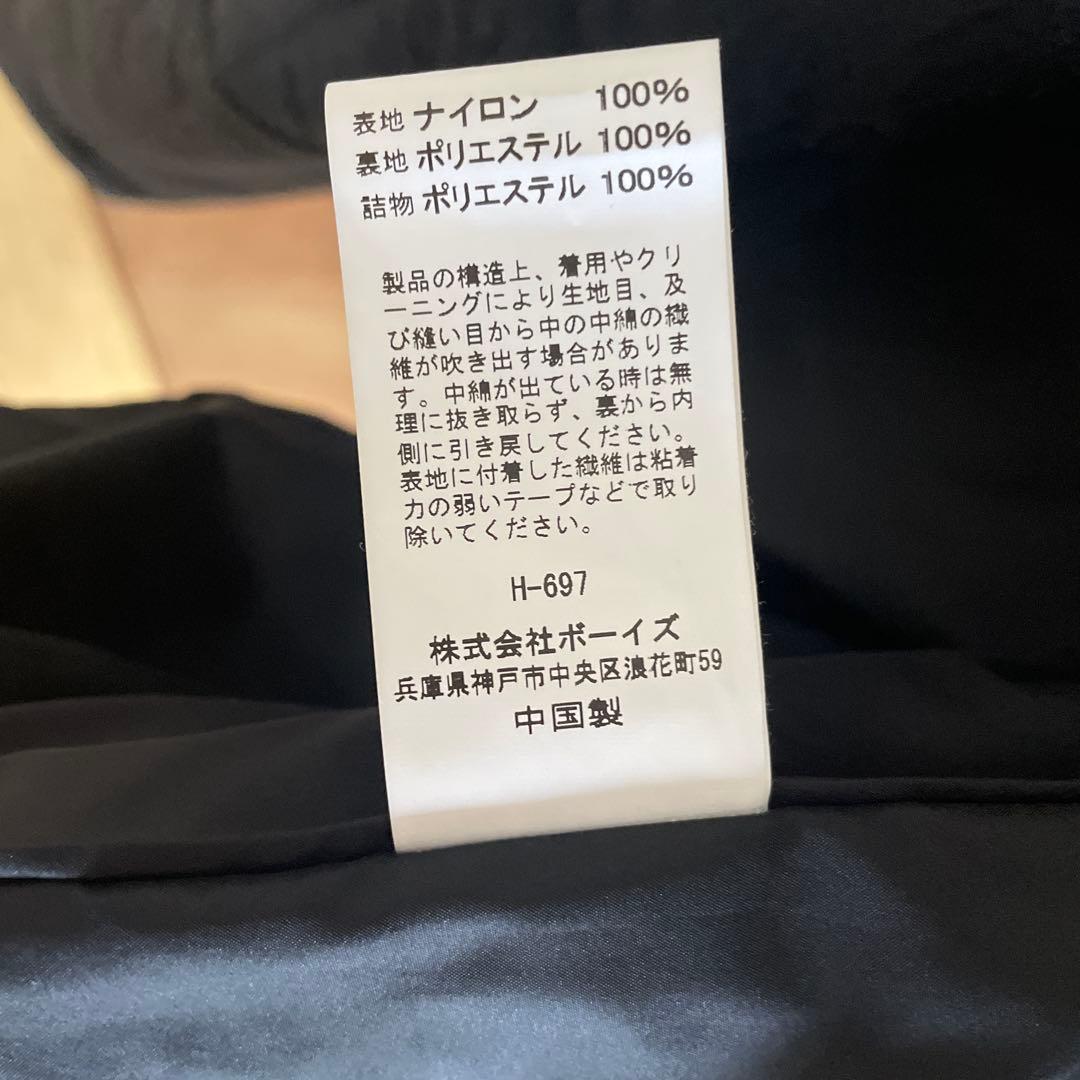 表地 ナイロン 100%
裏地 ポリエステル 100%
詰物 ポリエステル 100%
製品の構造上、着用やクリ
ーニングにより生地目、及
び縫い目から中の中綿の繊
維が吹き出す場合がありま
す。中綿が出ている時は無
理に抜き取らず、裏から内
側に引き戻してください。
表地に付着した繊維は粘着
力の弱いテープなどで取り
除いてください。
H-697
株式会社ボーイズ
兵庫県神戸市中央区浪花町59
中国製